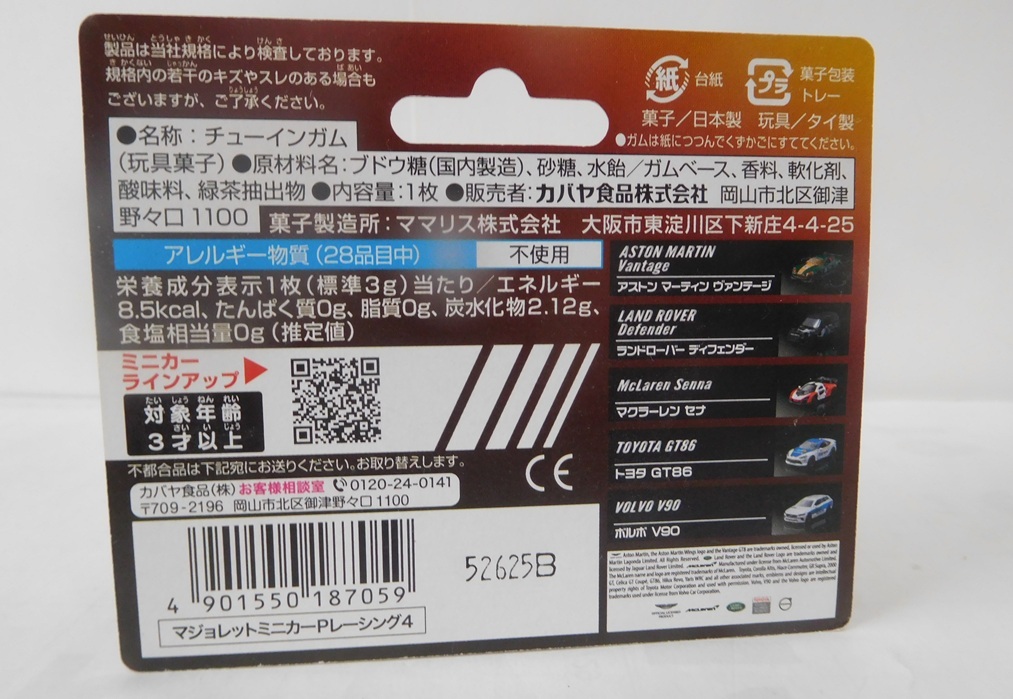 製品は当社規格により検査しております。
規格内の若干のキズやスレのある場合も
ございますが、ご了承ください。
紙 台紙
プラ 菓子包装
トレー
菓子/日本製 玩具/タイ製
●ガムは紙につつんでくずかごにすててください。
●名称：チューインガム
(玩具菓子)●原材料名：ブドウ糖(国内製造)、砂糖、水飴/ガムベース、香料、軟化剤、
酸味料、緑茶抽出物●内容量：1枚●販売者：カバヤ食品株式会社 岡山市北区御津
野々口1100 菓子製造所：ママリス株式会社 大阪市東淀川区下新庄4-4-25
アレルギー物質(28品目中) 不使用
栄養成分表示1枚(標準3g)当たり/エネルギー
8.5kcal、たんぱく質0g、脂質0g、炭水化物2.12g、
食塩相当量0g(推定値)
ミニカー
ラインアップ
対象年齢
3才以上
不都合品は下記宛にお送りください。お取り替えします。
カバヤ食品(株)お客様相談室 0120-24-0141
〒709-2196 岡山市北区御津野々口1100
CE
4 901550 187059
マジョレットミニカーPレーシング4
52625B
ASTON MARTIN
Vantage
アストン マーティン ヴァンテージ
LAND ROVER
Defender
ランドローバー ディフェンダー
McLaren Senna
マクラーレン セナ
TOYOTA GT86
トヨタ GT86
VOLVO V90
ボルボ V90